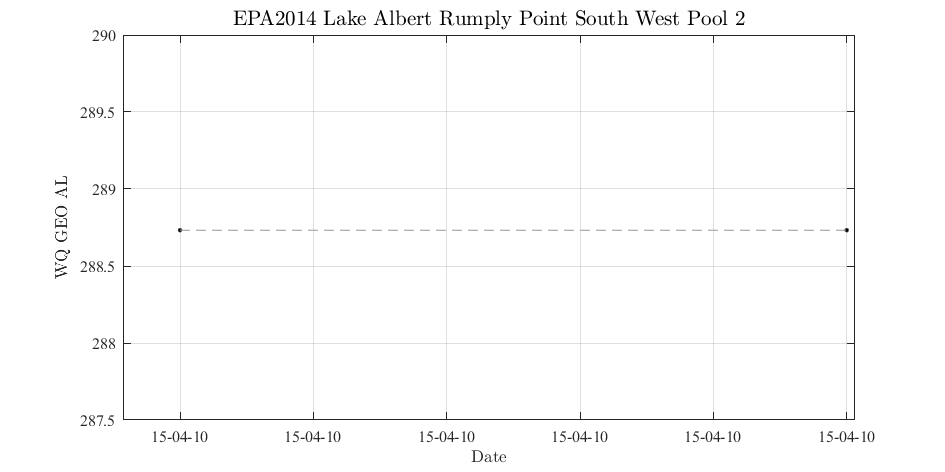 EPA2014 Lake Albert Rumply Point South West Pool 2
290
289.5
289
288.5
288
287.5
WQ GEO AL
15-04-10 15-04-10 15-04-10 15-04-10 15-04-10 15-04-10
Date